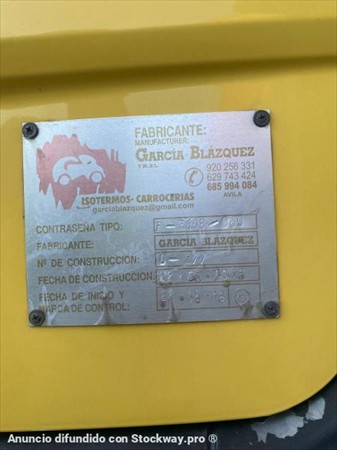 FABRICANTE:
MANUFACTURER:
GARCÍA BLÁZQUEZ
920 256 331
629 743 424
685 994 084
AVILA
ISOTERMOS- CARROCERIAS
garciablazquez@gmail.com
CONTRASEÑA TIPO:
FABRICANTE: GARCIA BLAZQUEZ
Nº DE CONSTRUCCION:
FECHA DE CONSTRUCCION:
FECHA DE INICIO Y
MARCA DE CONTROL:
Anuncio difundido con Stockway.pro ®